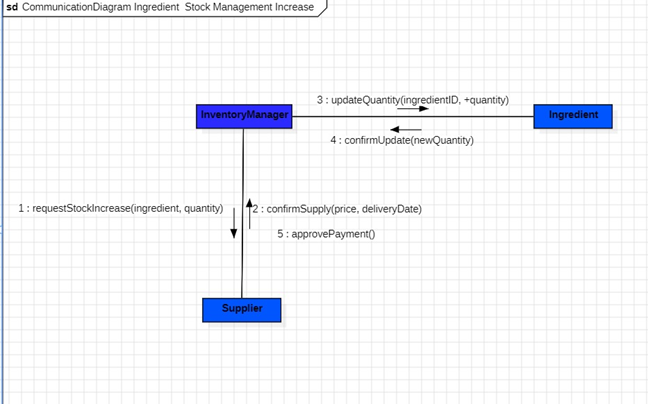 sd CommunicationDiagram Ingredient Stock Management Increase
3 : updateQuantity(ingredientID, +quantity)
InventoryManager
Ingredient
4 : confirmUpdate(newQuantity)
1 : requestStockIncrease(ingredient, quantity)
2 : confirmSupply(price, deliveryDate)
5 : approvePayment()
Supplier